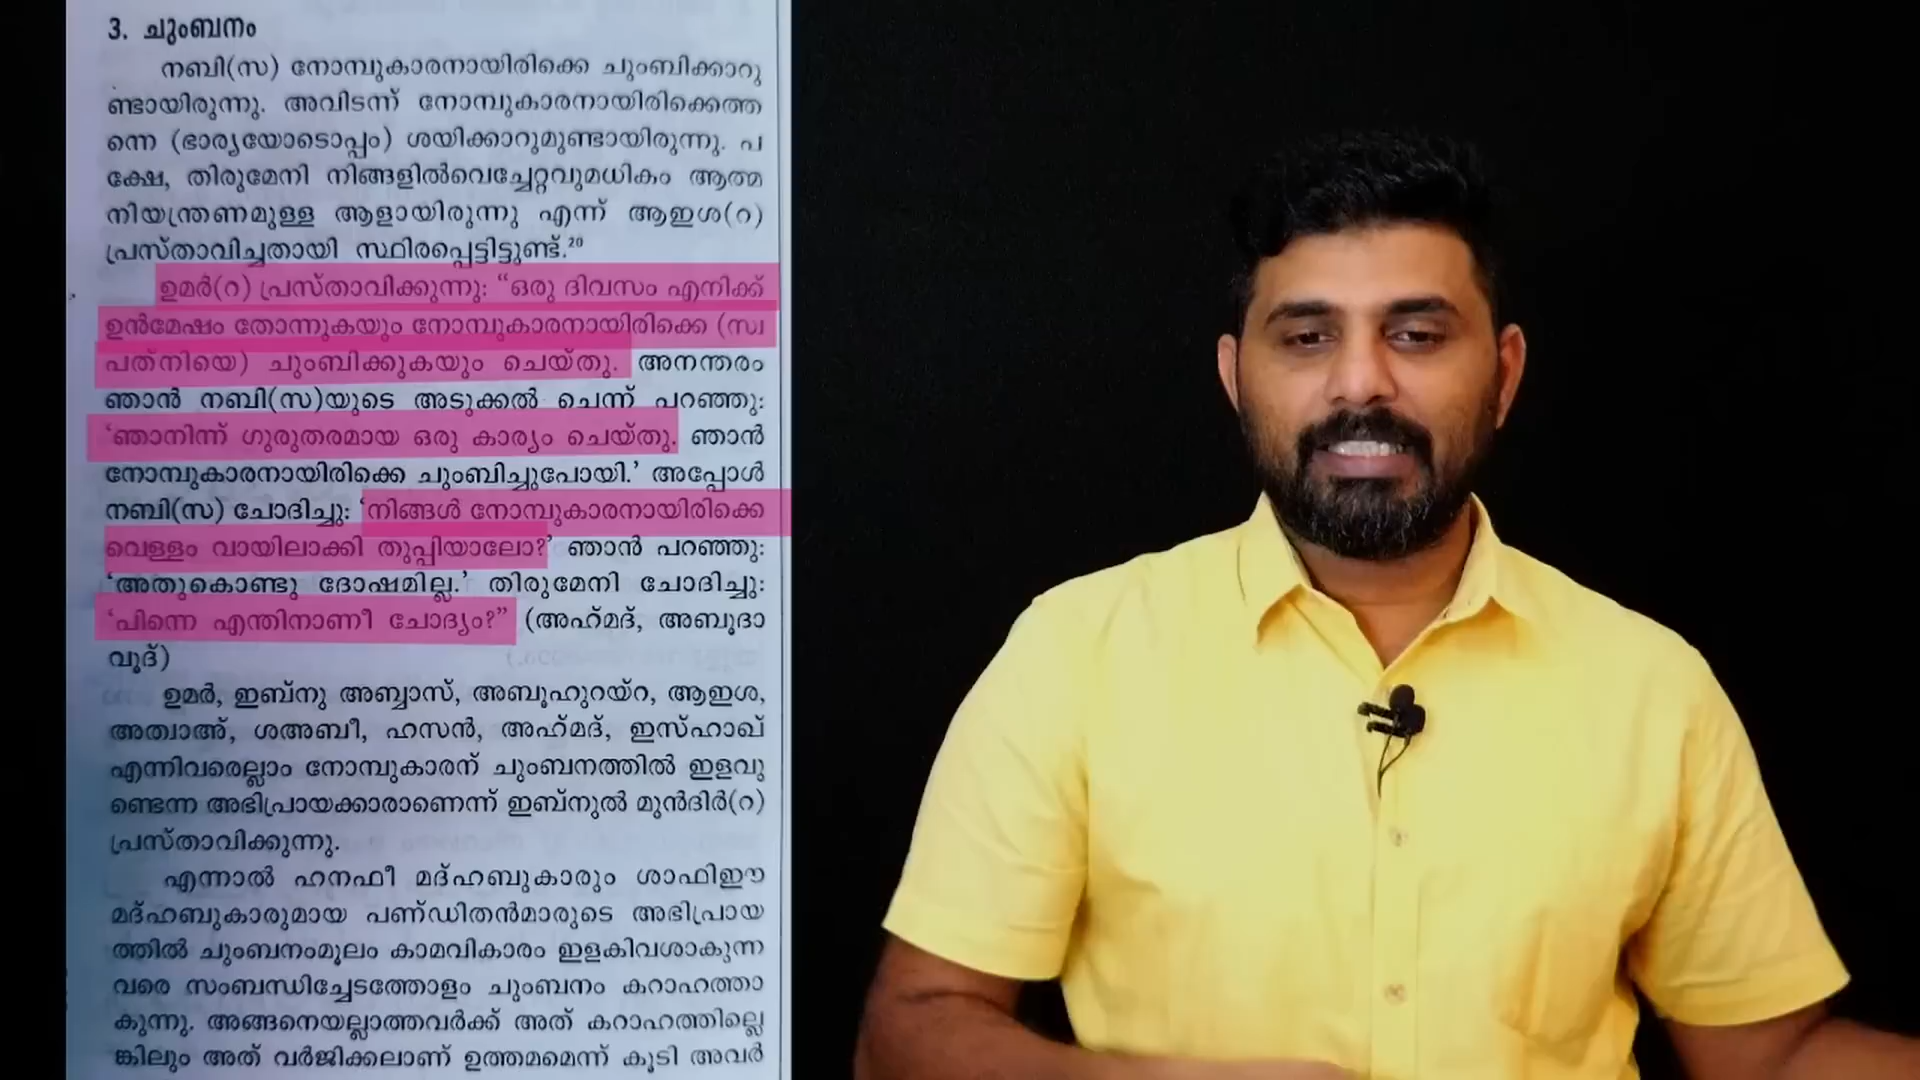 3. ചുംബനം
നബി(സ) നോമ്പുകാരനായിരിക്കെ ചുംബിക്കാറു
ണ്ടായിരുന്നു. അവിടന്ന് നോമ്പുകാരനായിരിക്കെത്ത
ന്നെ (ഭാര്യയോടൊപ്പം) ശയിക്കാറുമുണ്ടായിരുന്നു. പ
ക്ഷേ, തിരുമേനി നിങ്ങളിൽവെച്ചേറ്റവുമധികം ആത്മ
നിയന്ത്രണമുള്ള ആളായിരുന്നു എന്ന് ആഇശ(റ)
പ്രസ്താവിച്ചതായി സ്ഥിരപ്പെട്ടിട്ടുണ്ട്.²⁰
ഉമർ(റ) പ്രസ്താവിക്കുന്നു: “ഒരു ദിവസം എനിക്ക്
ഉൻമേഷം തോന്നുകയും നോമ്പുകാരനായിരിക്കെ (സ്വ
പത്നിയെ) ചുംബിക്കുകയും ചെയ്തു. അനന്തരം
ഞാൻ നബി(സ)യുടെ അടുക്കൽ ചെന്ന് പറഞ്ഞു:
‘ഞാനിന്ന് ഗുരുതരമായ ഒരു കാര്യം ചെയ്തു. ഞാൻ
നോമ്പുകാരനായിരിക്കെ ചുംബിച്ചുപോയി.’ അപ്പോൾ
നബി(സ) ചോദിച്ചു: ‘നിങ്ങൾ നോമ്പുകാരനായിരിക്കെ
വെള്ളം വായിലാക്കി തുപ്പിയാലോ?’ ഞാൻ പറഞ്ഞു:
‘അതുകൊണ്ടു ദോഷമില്ല.’ തിരുമേനി ചോദിച്ചു:
‘പിന്നെ എന്തിനാണീ ചോദ്യം?” (അഹ്മദ്, അബൂദാ
വൂദ്)
ഉമർ, ഇബ്നു അബ്ബാസ്, അബൂഹുറയ്റ, ആഇശ,
അത്വാഅ്, ശഅബീ, ഹസൻ, അഹ്മദ്, ഇസ്ഹാഖ്
എന്നിവരെല്ലാം നോമ്പുകാരന് ചുംബനത്തിൽ ഇളവു
ണ്ടെന്ന അഭിപ്രായക്കാരാണെന്ന് ഇബ്നുൽ മുൻദിർ(റ)
പ്രസ്താവിക്കുന്നു.
എന്നാൽ ഹനഫീ മദ്ഹബുകാരും ശാഫിഈ
മദ്ഹബുകാരുമായ പണ്ഡിതൻമാരുടെ അഭിപ്രായ
ത്തിൽ ചുംബനംമൂലം കാമവികാരം ഇളകിവശാകുന്ന
വരെ സംബന്ധിച്ചേടത്തോളം ചുംബനം കറാഹത്താ
കുന്നു. അങ്ങനെയല്ലാത്തവർക്ക് അത് കറാഹത്തില്ലെ
ങ്കിലും അത് വർജിക്കലാണ് ഉത്തമമെന്ന് കൂടി അവർ